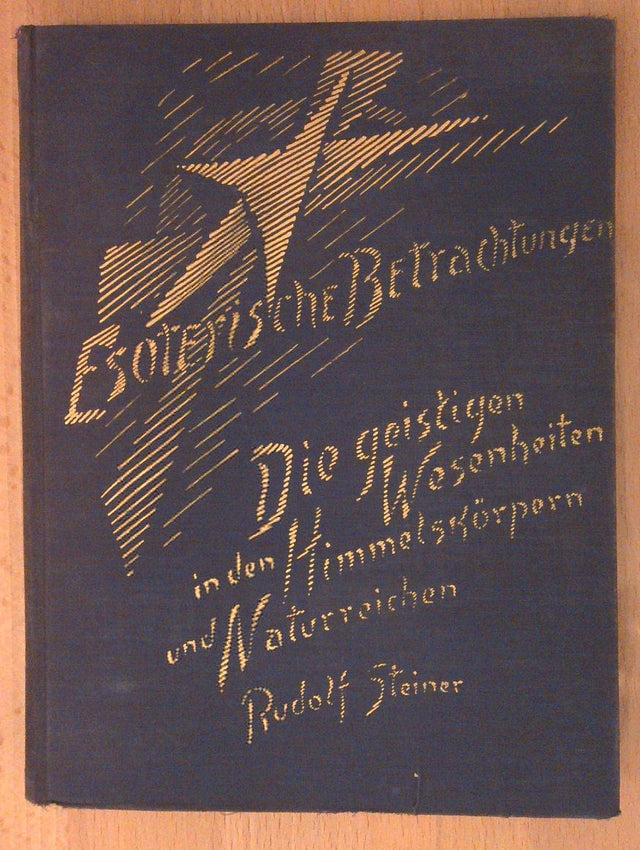 Esoterische Betrachtungen
Die geistigen
Wesenheiten
in den Himmelskörpern
und Naturreichen
Rudolf Steiner